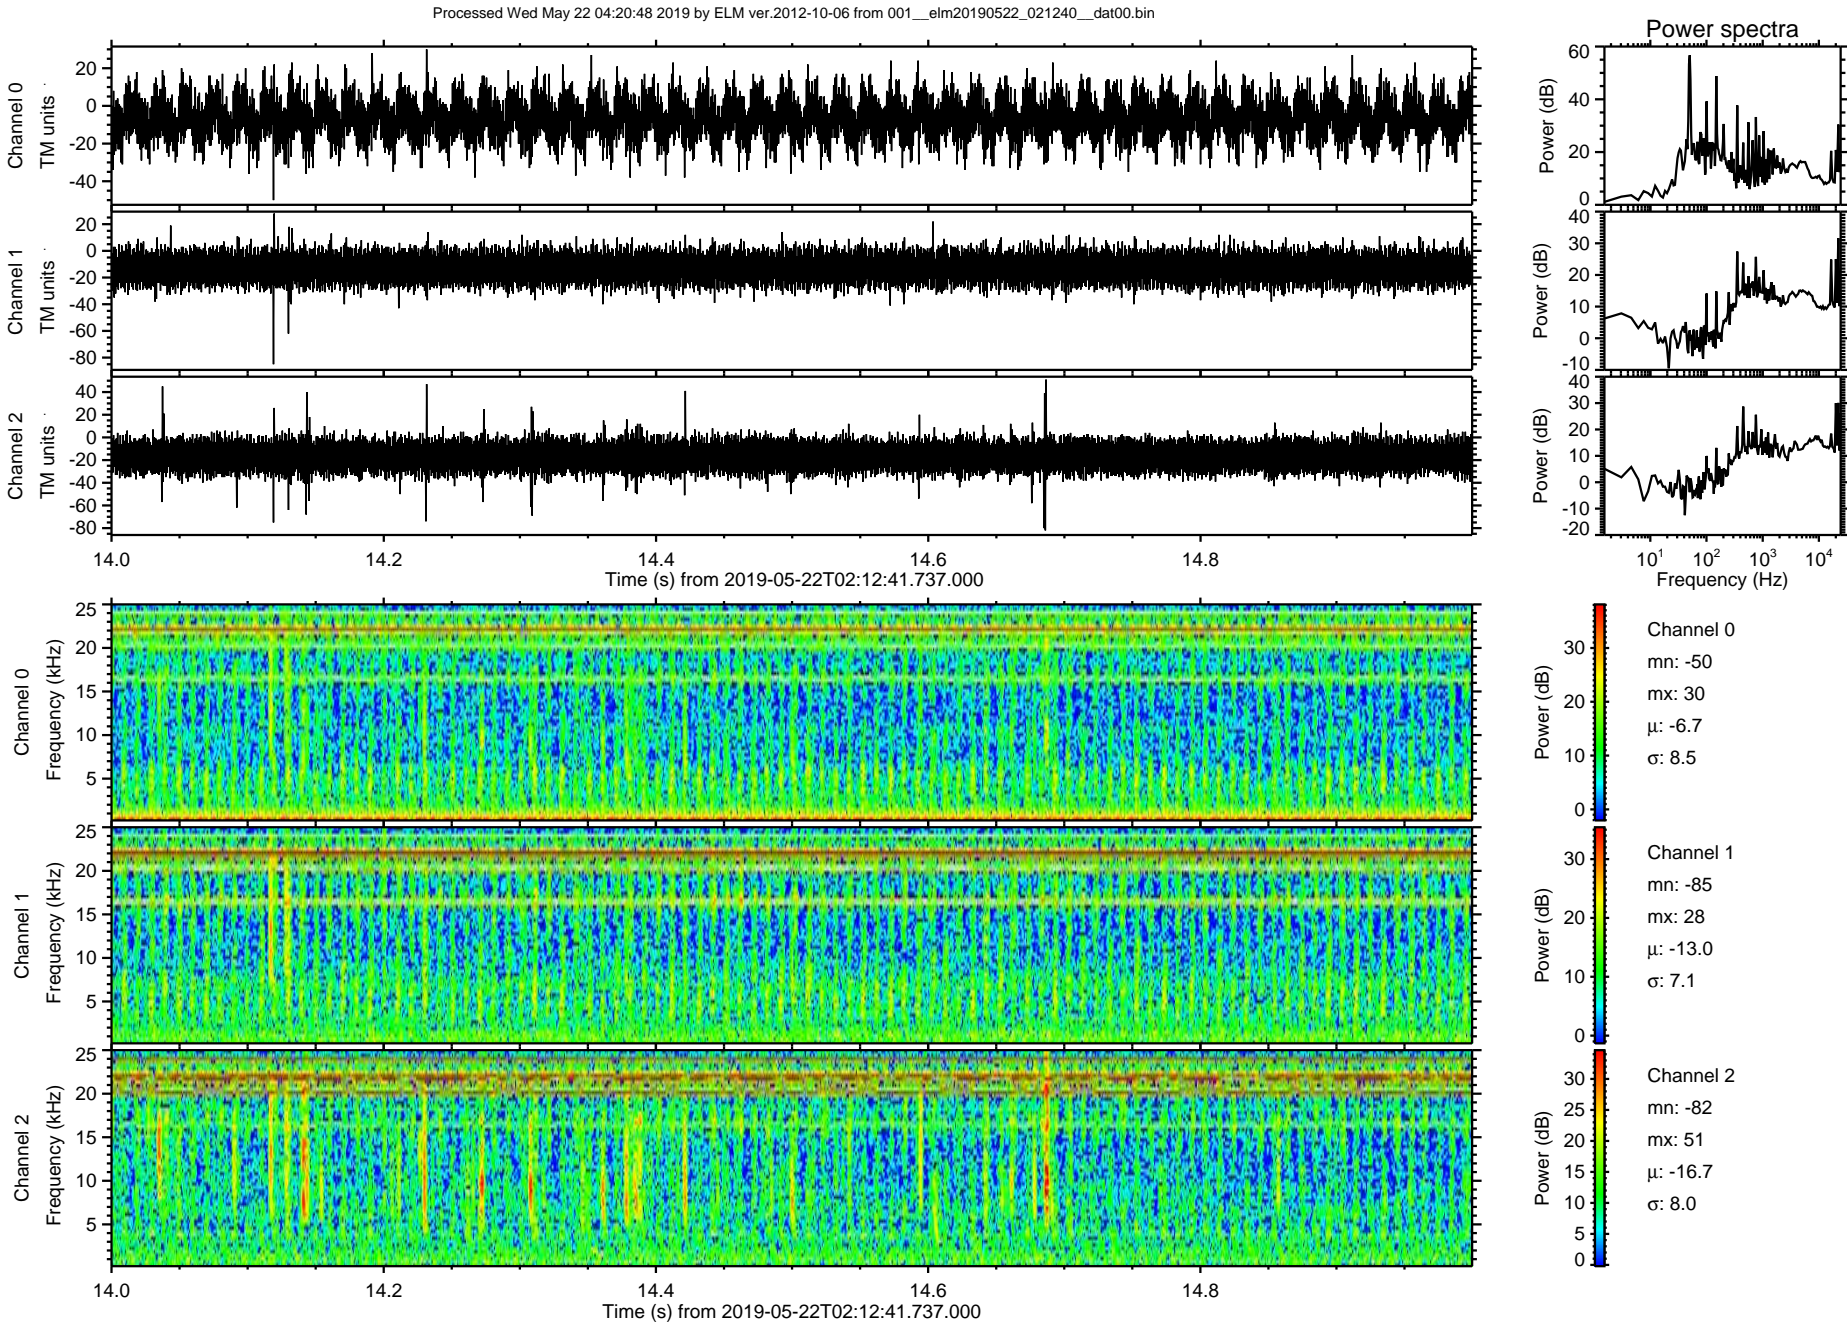 Processed Wed May 22 04:20:48 2019 by ELM ver.2012-10-06 from 001__elm20190522_021240__dat00.bin
Power spectra
Channel 0
TM units
20
0
-20
-40
Power (dB)
60
40
20
0
Channel 1
TM units
20
0
-20
-40
-60
-80
Power (dB)
40
30
20
10
0
-10
Channel 2
TM units
40
20
0
-20
-40
-60
-80
Power (dB)
40
30
20
10
0
-10
-20
14.0 14.2 14.4 14.6 14.8
Time (s) from 2019-05-22T02:12:41.737.000
10^1 10^2 10^3 10^4
Frequency (Hz)
Channel 0
Frequency (kHz)
25
20
15
10
5
Power (dB)
30
20
10
0
Channel 0
mn: -50
mx: 30
μ: -6.7
σ: 8.5
Channel 1
Frequency (kHz)
25
20
15
10
5
Power (dB)
30
20
10
0
Channel 1
mn: -85
mx: 28
μ: -13.0
σ: 7.1
Channel 2
Frequency (kHz)
25
20
15
10
5
Power (dB)
30
25
20
15
10
5
0
Channel 2
mn: -82
mx: 51
μ: -16.7
σ: 8.0
14.0 14.2 14.4 14.6 14.8
Time (s) from 2019-05-22T02:12:41.737.000